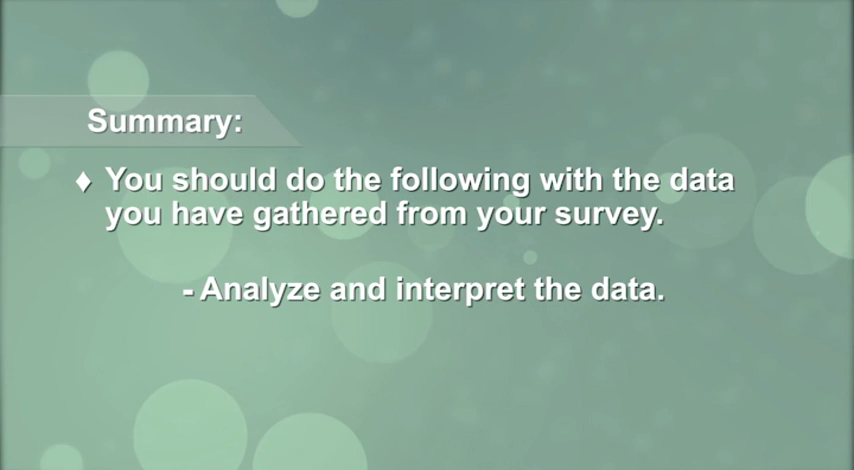 Summary:
♦ You should do the following with the data
you have gathered from your survey.
- Analyze and interpret the data.